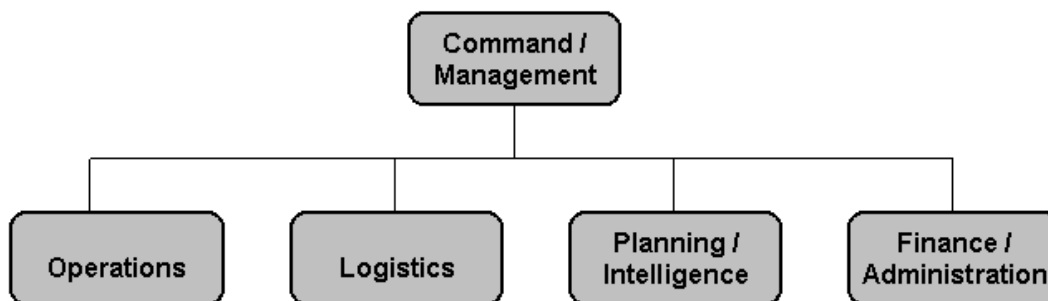 Command /
Management
Operations
Logistics
Planning /
Intelligence
Finance /
Administration